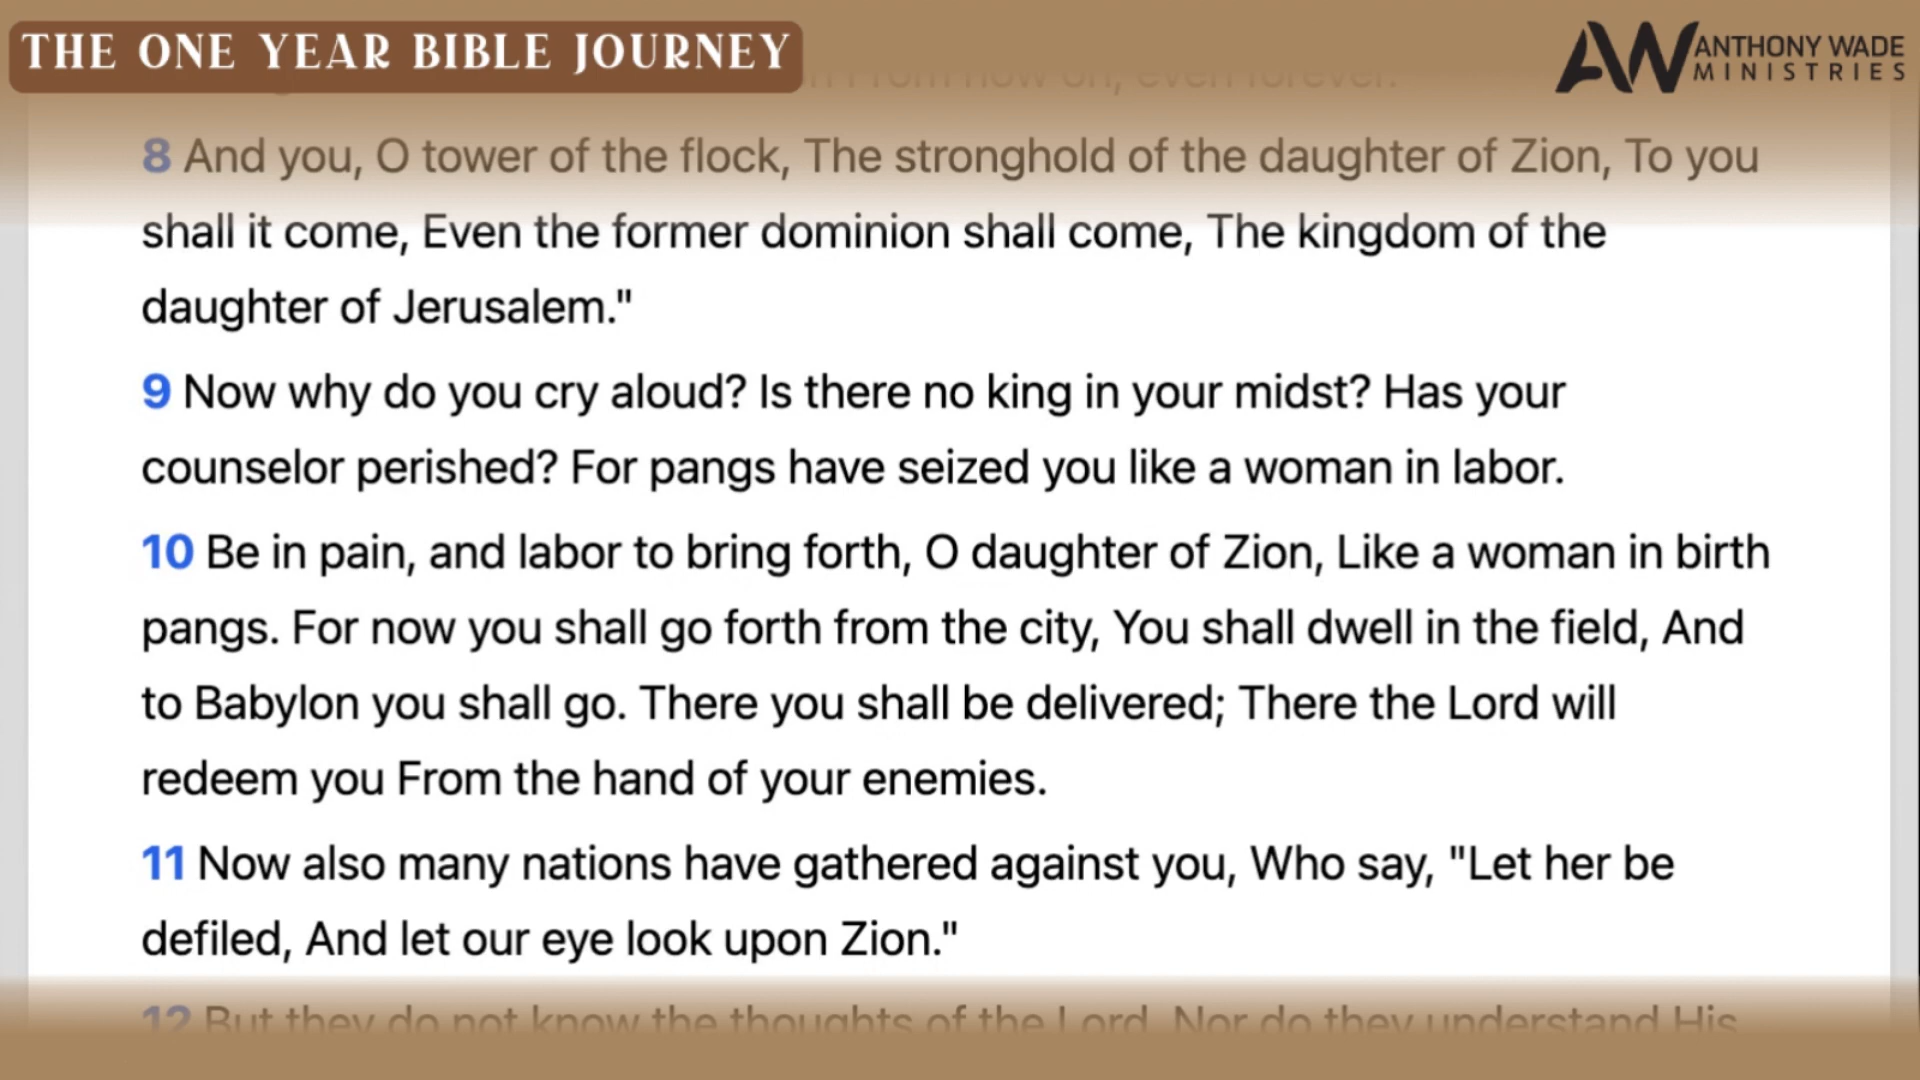 THE ONE YEAR BIBLE JOURNEY
AW ANTHONY WADE
MINISTRIES
From now on, even forever.
8 And you, O tower of the flock, The stronghold of the daughter of Zion, To you
shall it come, Even the former dominion shall come, The kingdom of the
daughter of Jerusalem."
9 Now why do you cry aloud? Is there no king in your midst? Has your
counselor perished? For pangs have seized you like a woman in labor.
10 Be in pain, and labor to bring forth, O daughter of Zion, Like a woman in birth
pangs. For now you shall go forth from the city, You shall dwell in the field, And
to Babylon you shall go. There you shall be delivered; There the Lord will
redeem you From the hand of your enemies.
11 Now also many nations have gathered against you, Who say, "Let her be
defiled, And let our eye look upon Zion."
12 But they do not know the thoughts of the Lord, Nor do they understand His